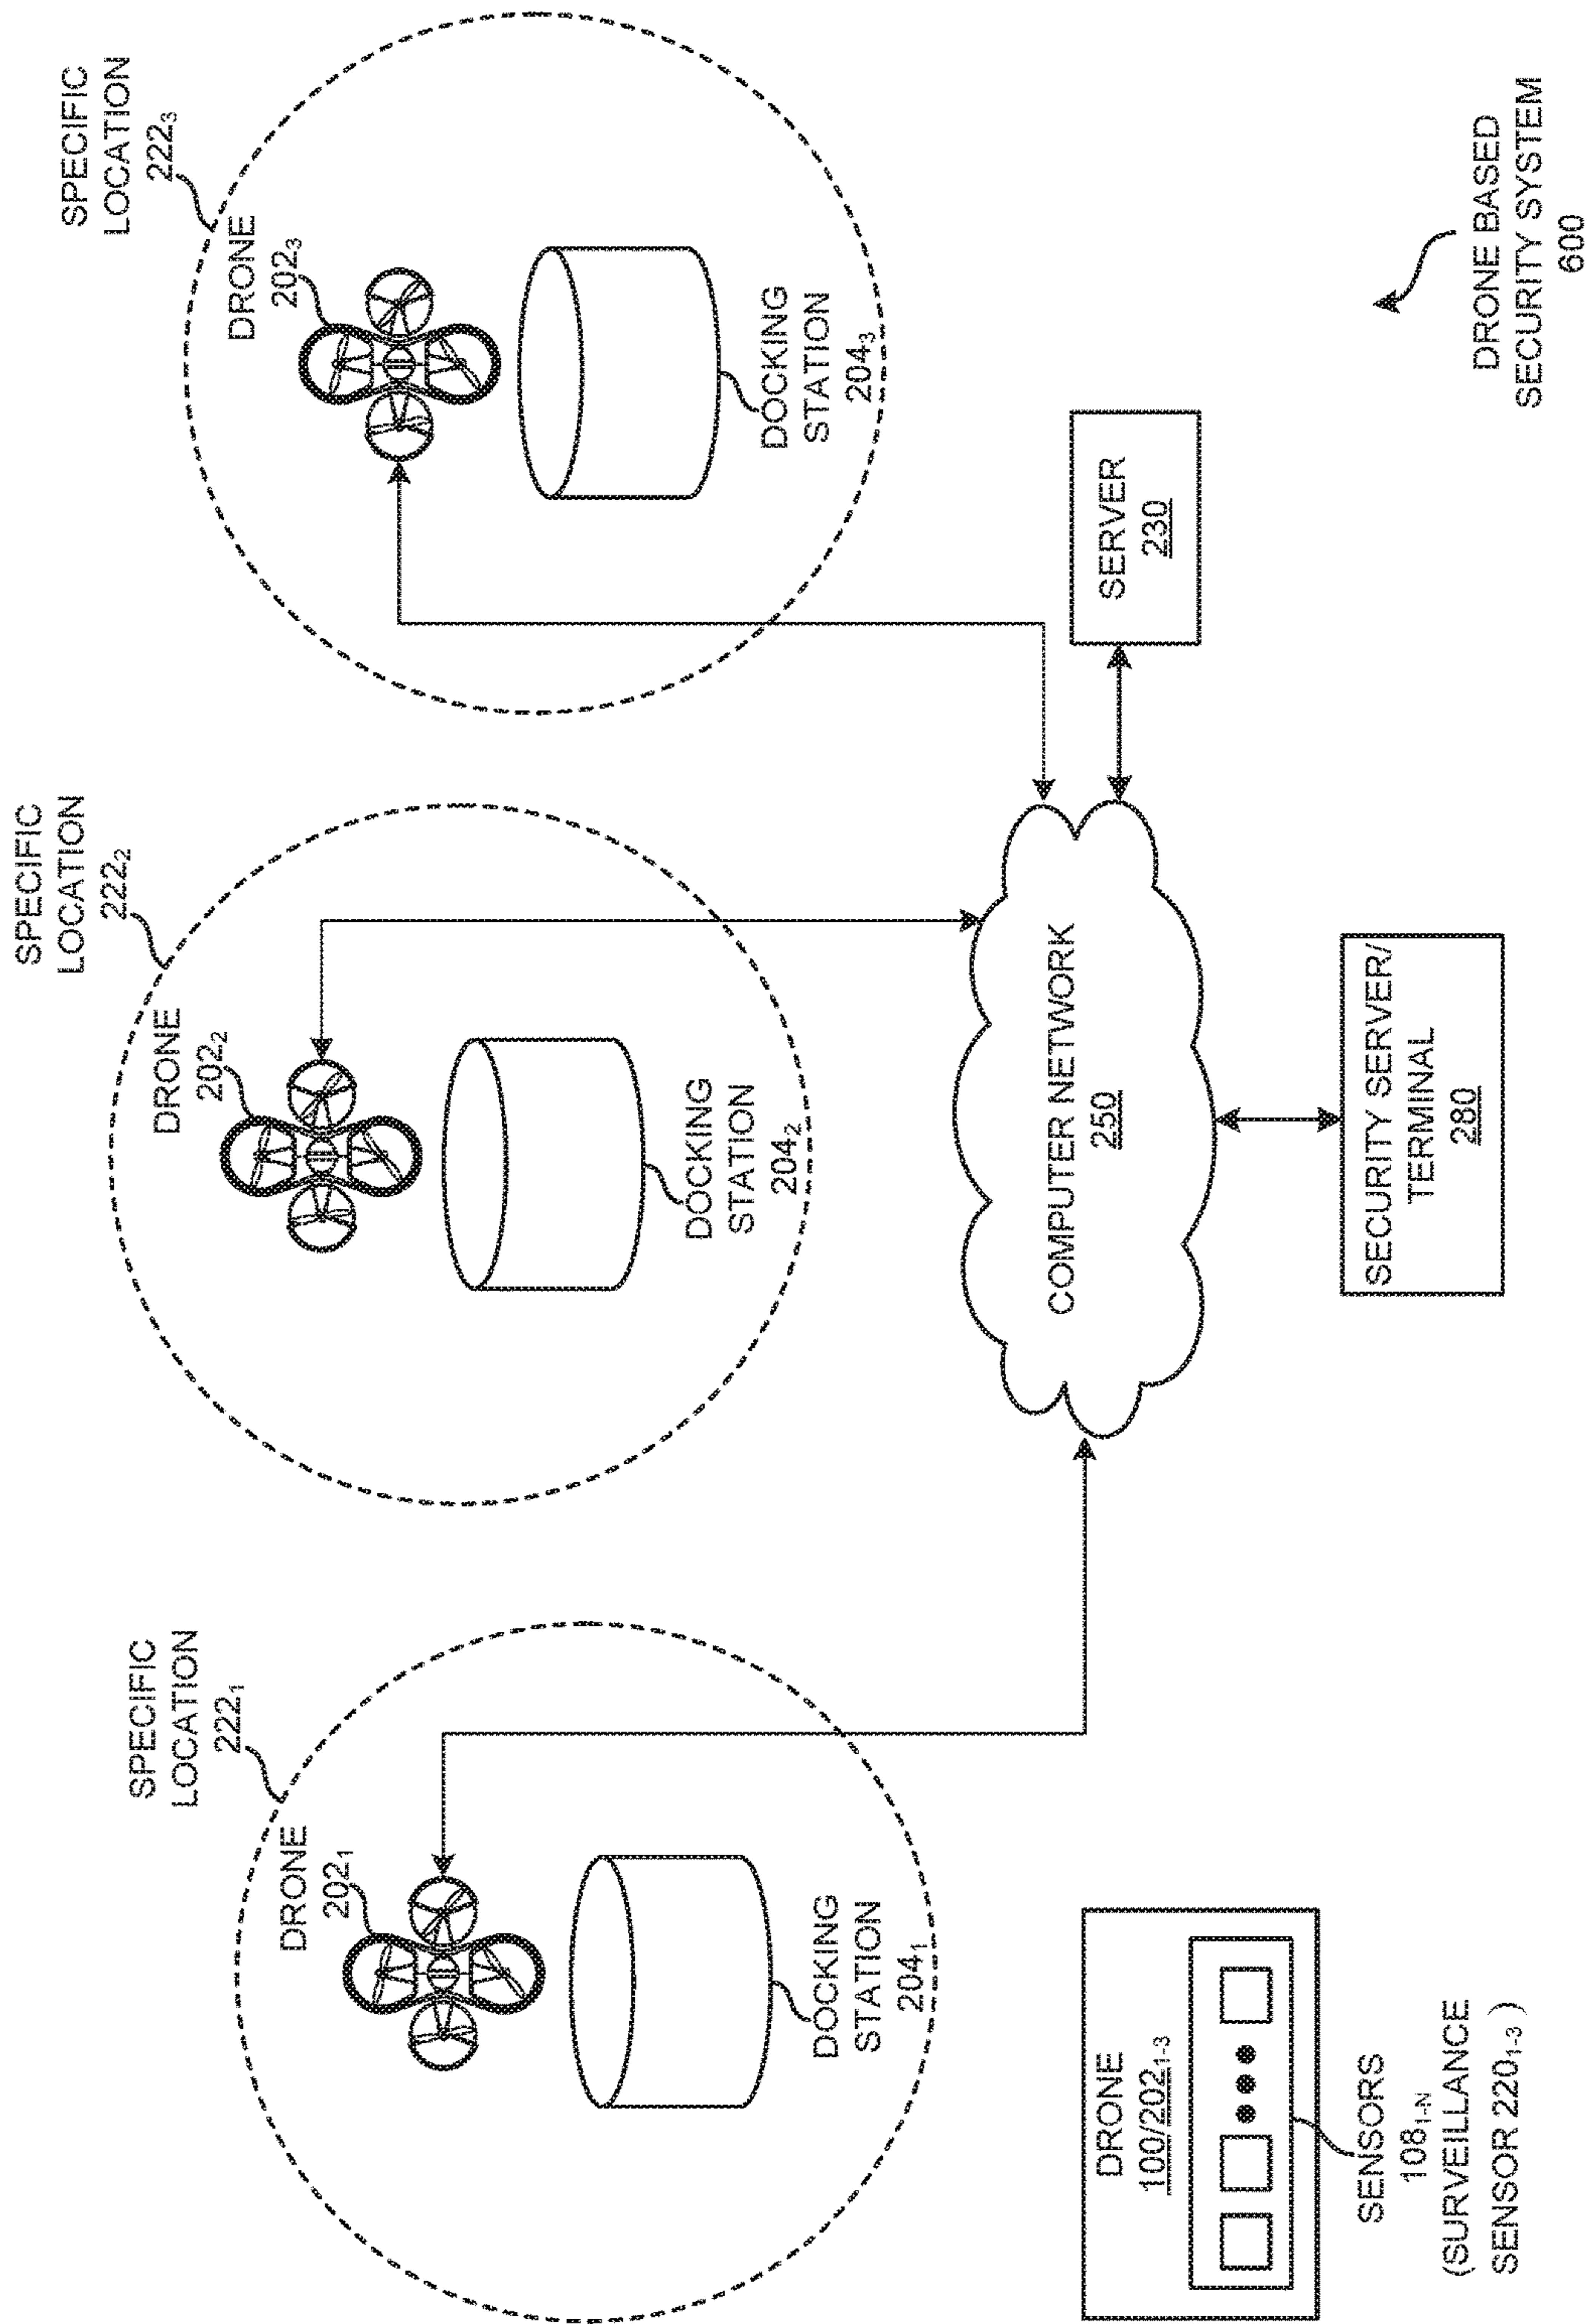 SPECIFIC
LOCATION
222₁
DRONE
202₁
DOCKING
STATION
204₁
SPECIFIC
LOCATION
222₂
DRONE
202₂
DOCKING
STATION
204₂
SPECIFIC
LOCATION
222₃
DRONE
202₃
DOCKING
STATION
204₃
COMPUTER NETWORK
250
SERVER
230
SECURITY SERVER/
TERMINAL
280
DRONE
100/202₁₋₃
SENSORS
108₁₋N
(SURVEILLANCE
SENSOR 220₁₋₃)
DRONE BASED
SECURITY SYSTEM
600